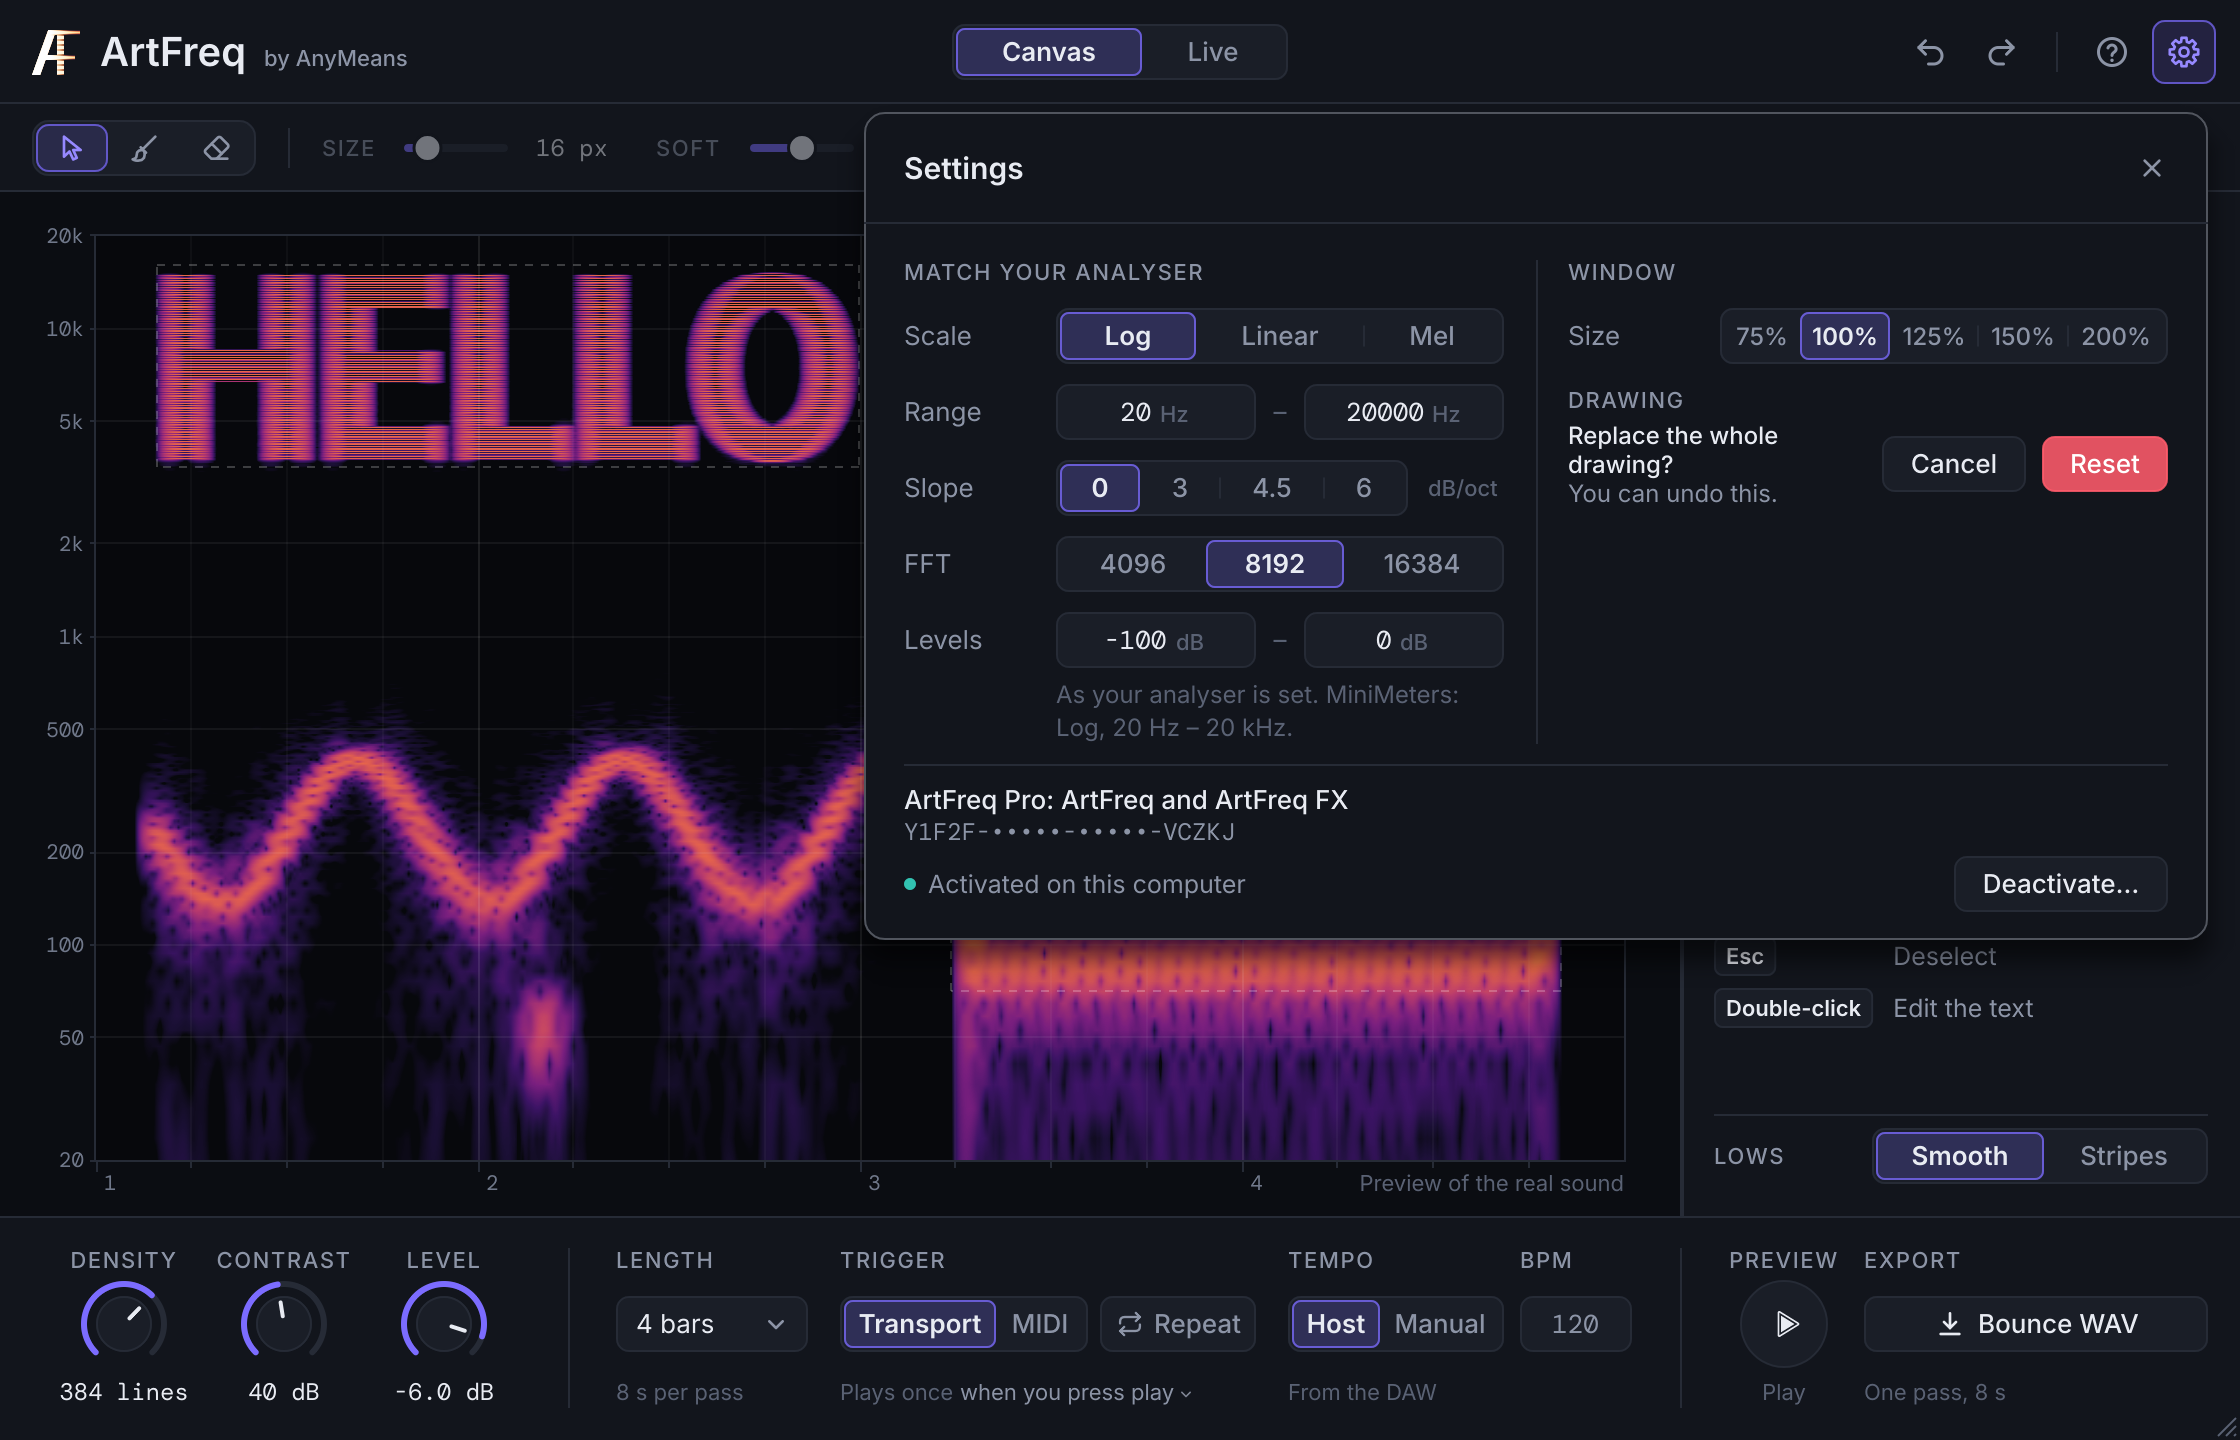 ArtFreq by AnyMeans
Canvas Live
SIZE 16 px SOFT
Settings
MATCH YOUR ANALYSER
Scale Log Linear Mel
Range 20 Hz – 20000 Hz
Slope 0 3 4.5 6 dB/oct
FFT 4096 8192 16384
Levels -100 dB – 0 dB
As your analyser is set. MiniMeters:
Log, 20 Hz – 20 kHz.
WINDOW
Size 75% 100% 125% 150% 200%
DRAWING
Replace the whole
drawing?
You can undo this.
Cancel Reset
ArtFreq Pro: ArtFreq and ArtFreq FX
Y1F2F-•••••-•••••-VCZKJ
Activated on this computer
Deactivate...
20k
10k
5k
2k
1k
500
200
100
50
20
HELLO
1 2 3 4
Preview of the real sound
Esc Deselect
Double-click Edit the text
LOWS Smooth Stripes
DENSITY CONTRAST LEVEL
384 lines 40 dB -6.0 dB
LENGTH
4 bars
8 s per pass
TRIGGER
Transport MIDI Repeat
Plays once when you press play
TEMPO BPM
Host Manual 120
From the DAW
PREVIEW
Play
EXPORT
Bounce WAV
One pass, 8 s